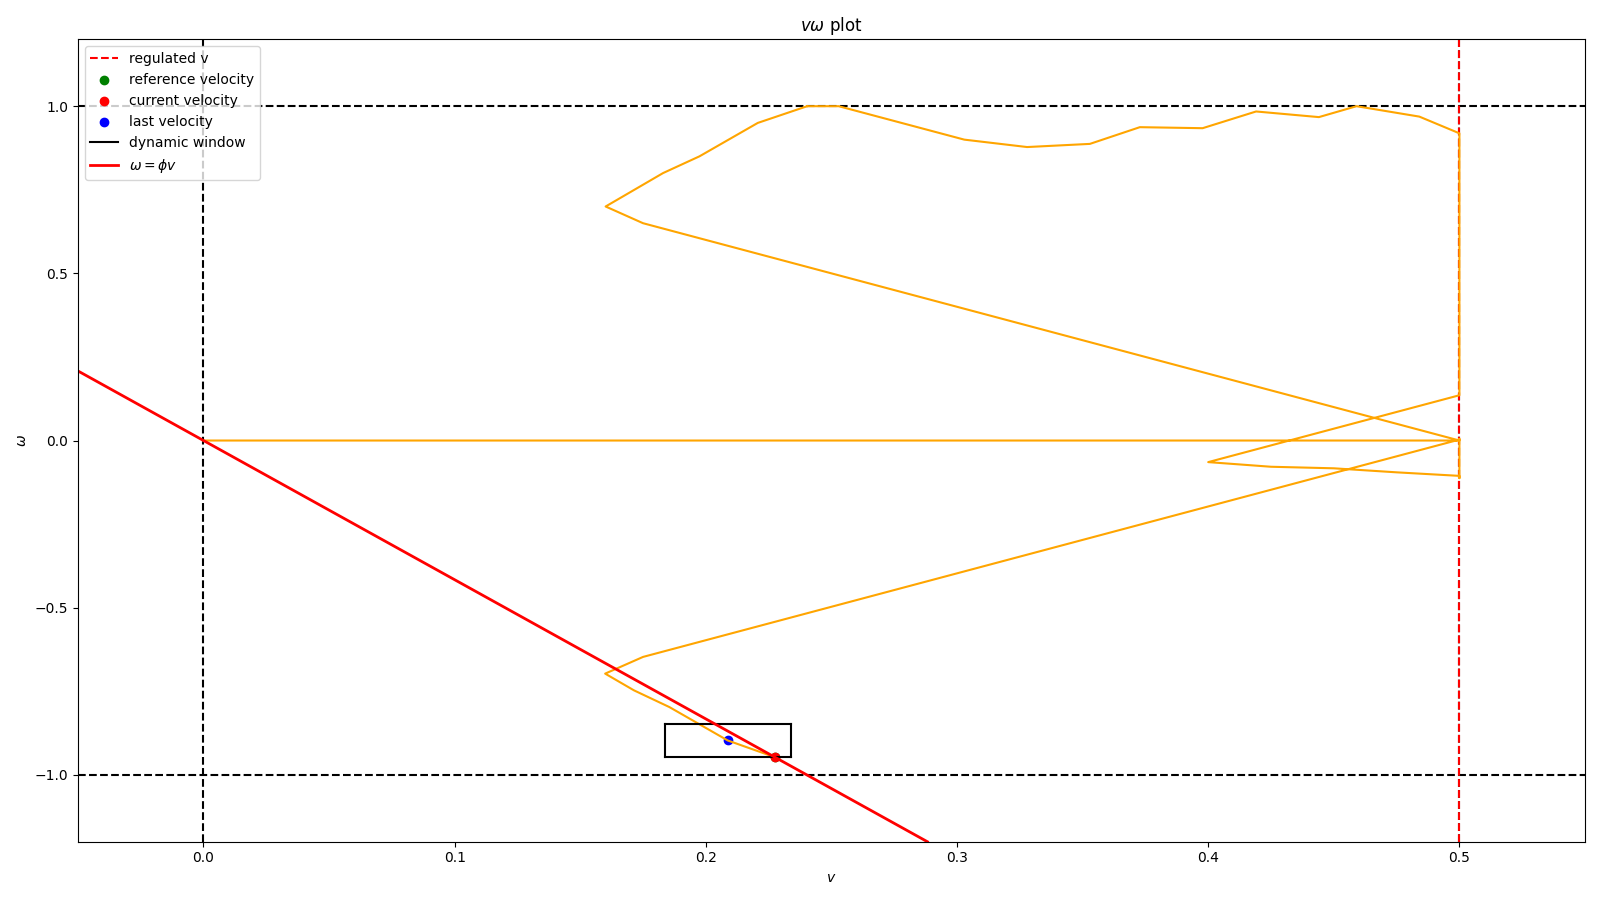 vω plot
regulated v
reference velocity
current velocity
last velocity
dynamic window
ω = ϕv
1.0
0.5
0.0
−0.5
−1.0
ω
0.0 0.1 0.2 0.3 0.4 0.5
v